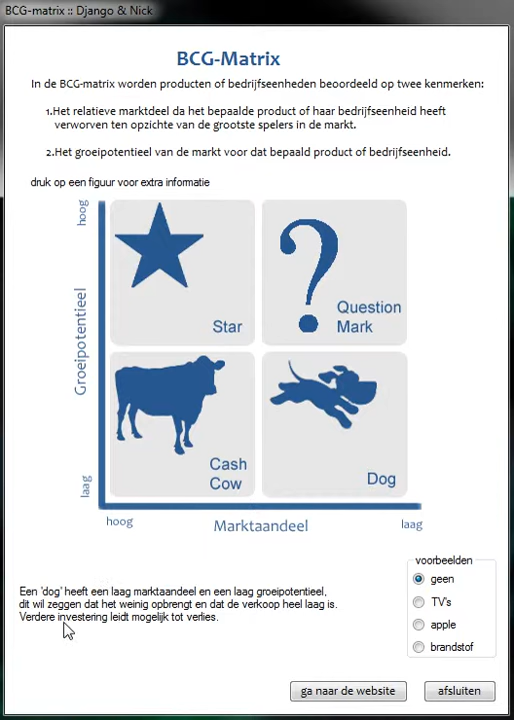 BCG-matrix :: Django & Nick
BCG-Matrix
In de BCG-matrix worden producten of bedrijfseenheden beoordeeld op twee kenmerken:
1.Het relatieve marktdeel da het bepaalde product of haar bedrijfseenheid heeft
verworven ten opzichte van de grootste spelers in de markt.
2.Het groeipotentieel van de markt voor dat bepaald product of bedrijfseenheid.
druk op een figuur voor extra informatie
hoog
Groeipotentieel
laag
Star
?
Question
Mark
Cash
Cow
Dog
hoog
Marktaandeel
laag
Een 'dog' heeft een laag marktaandeel en een laag groeipotentieel,
dit wil zeggen dat het weinig opbrengt en dat de verkoop heel laag is.
Verdere investering leidt mogelijk tot verlies.
voorbeelden
geen
TV's
apple
brandstof
ga naar de website
afsluiten